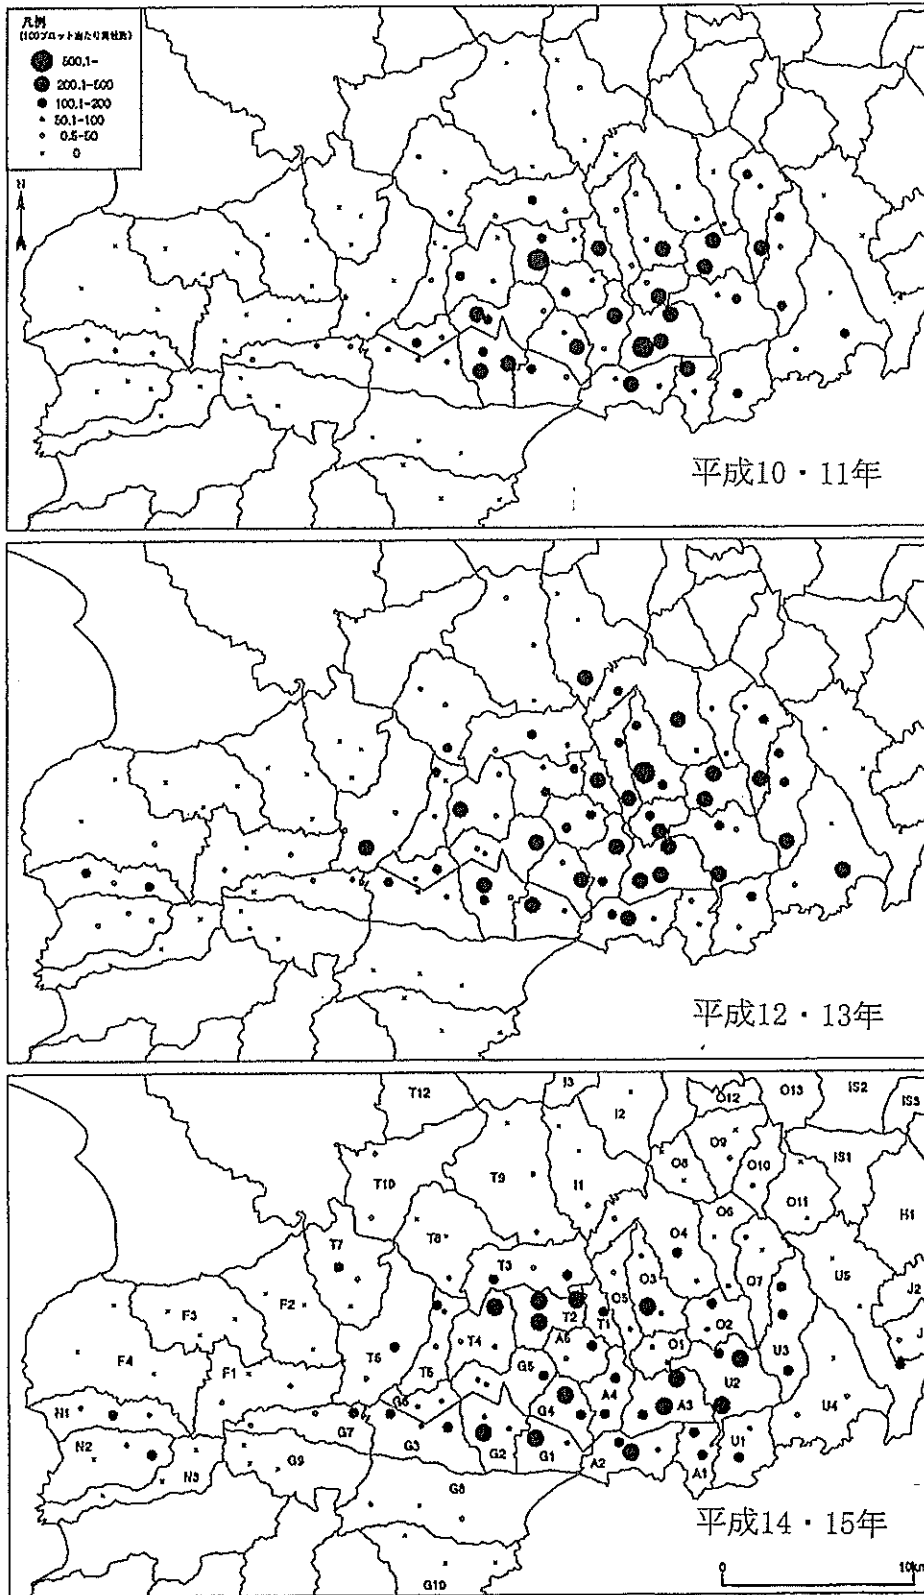 凡例
(100プロット当たり糞粒数)
500.1-
200.1-500
100.1-200
50.1-100
0.5-50
0
N
平成10・11年
平成12・13年
T12 I3 I2 O12 O13 IS2 IS3
T10 T9 I1 O8 O9 O10 IS1 O11 H1
T7 T8 O4 O6 U5
F3 F2 T3 O3 O7 J2
O5 T2 T1 O2 J
F4 T5 T4 A5 O1 U3
F1 T6 G5 U2
N1 G6 G4 A4 A3 U4
N2 G7 G3 G2 G1 A2 U1
N3 G9 A1
G8
平成14・15年
G10
0 10km